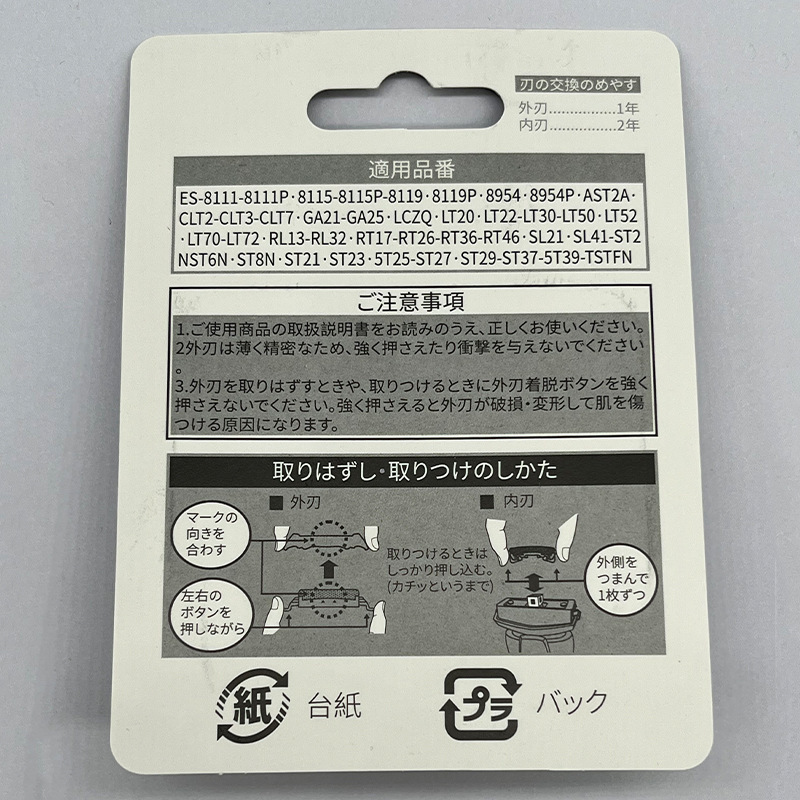 刃の交換のめやす
外刃................1年
内刃................2年
適用品番
ES-8111-8111P·8115-8115P-8119·8119P·8954·8954P·AST2A·
CLT2-CLT3-CLT7·GA21-GA25·LCZQ·LT20·LT22-LT30-LT50·LT52
·LT70-LT72·RL13-RL32·RT17-RT26-RT36-RT46·SL21·SL41-ST2
NST6N·ST8N·ST21·ST23·5T25-ST27·ST29-ST37-5T39-TSTFN
ご注意事項
1.ご使用商品の取扱説明書をお読みのうえ、正しくお使いください。
2外刃は薄く精密なため、強く押さえたり衝撃を与えないでください
。
3.外刃を取りはずすときや、取りつけるときに外刃着脱ボタンを強く
押さえないでください。強く押さえると外刃が破損・変形して肌を傷
つける原因になります。
取りはずし・取りつけのしかた
■ 外刃
■ 内刃
マークの
向きを
合わす
取りつけるときは
しっかり押し込む。
(カチッというまで)
外側を
つまんで
1枚ずつ
左右の
ボタンを
押しながら
紙 台紙
プラ バック